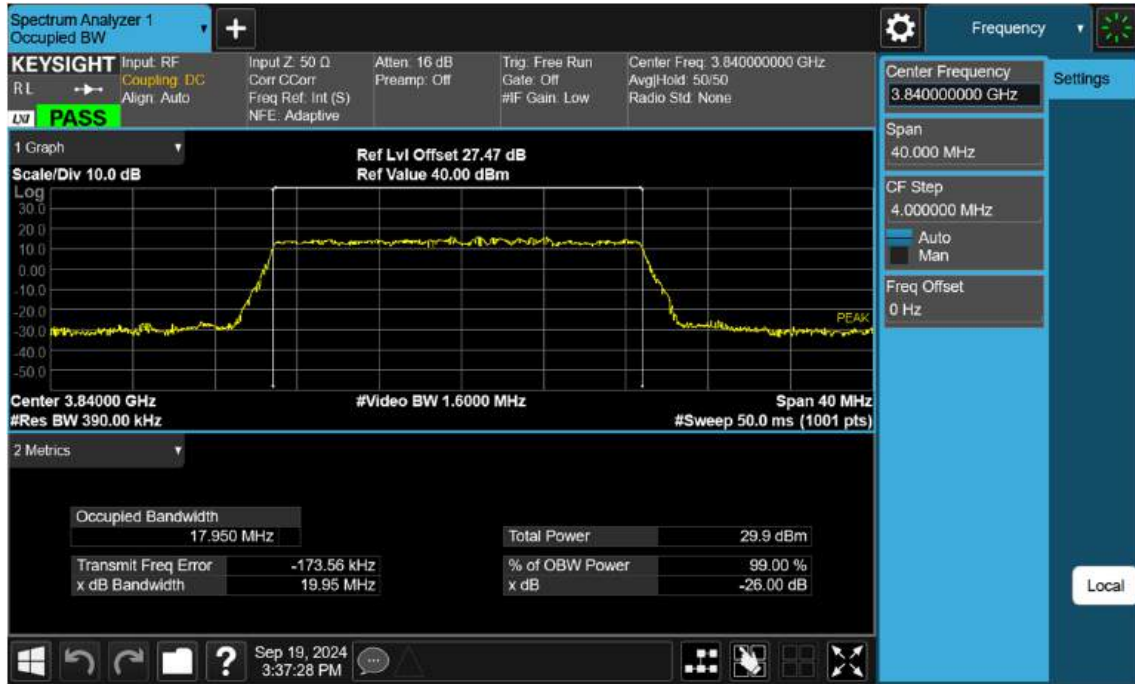 Spectrum Analyzer 1
Occupied BW
+
Frequency
KEYSIGHT
RL
LXI PASS
Input: RF
Coupling: DC
Align: Auto
Input Z: 50 Ω
Corr CCorr
Freq Ref: Int (S)
NFE: Adaptive
Atten: 16 dB
Preamp: Off
Trig: Free Run
Gate: Off
#IF Gain: Low
Center Freq: 3.840000000 GHz
Avg|Hold: 50/50
Radio Std: None
1 Graph
Scale/Div 10.0 dB
Ref Lvl Offset 27.47 dB
Ref Value 40.00 dBm
Log
30.0
20.0
10.0
0.00
-10.0
-20.0
-30.0
-40.0
-50.0
PEAK
Center 3.84000 GHz
#Video BW 1.6000 MHz
Span 40 MHz
#Res BW 390.00 kHz
#Sweep 50.0 ms (1001 pts)
2 Metrics
Occupied Bandwidth
17.950 MHz
Total Power 29.9 dBm
Transmit Freq Error -173.56 kHz
% of OBW Power 99.00 %
x dB Bandwidth 19.95 MHz
x dB -26.00 dB
Center Frequency
3.840000000 GHz
Settings
Span
40.000 MHz
CF Step
4.000000 MHz
Auto
Man
Freq Offset
0 Hz
Local
?
Sep 19, 2024
3:37:28 PM